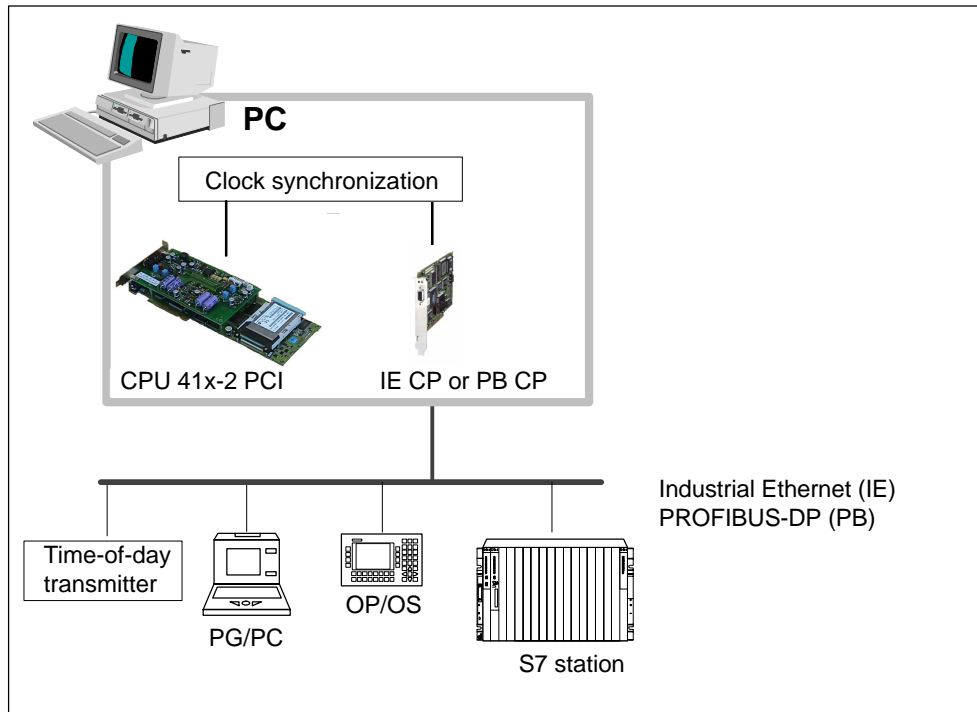 PC
Clock synchronization
CPU 41x-2 PCI
IE CP or PB CP
Industrial Ethernet (IE)
PROFIBUS-DP (PB)
Time-of-day
transmitter
PG/PC
OP/OS
S7 station